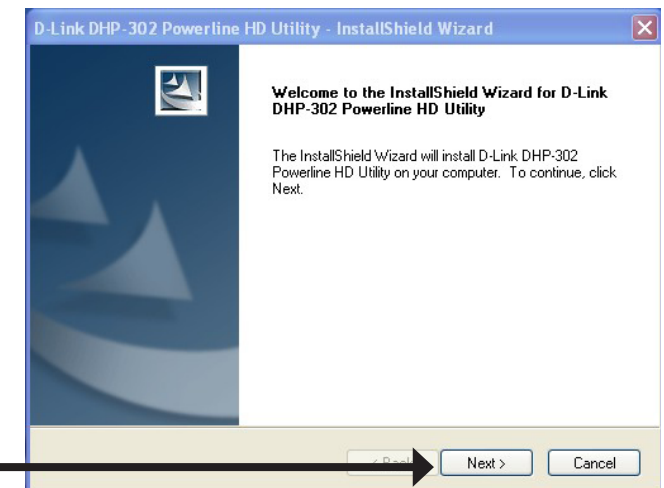 D-Link DHP-302 Powerline HD Utility - InstallShield Wizard
Welcome to the InstallShield Wizard for D-Link
DHP-302 Powerline HD Utility
The InstallShield Wizard will install D-Link DHP-302
Powerline HD Utility on your computer. To continue, click
Next.
Next >
Cancel